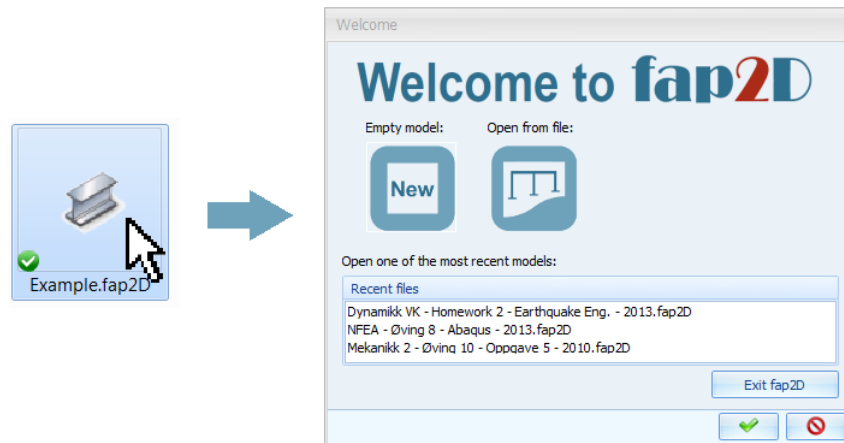 Welcome
Welcome to fap2D
Empty model:
Open from file:
New
Example.fap2D
Open one of the most recent models:
Recent files
Dynamikk VK - Homework 2 - Earthquake Eng. - 2013.fap2D
NFEA - Øving 8 - Abaqus - 2013.fap2D
Mekanikk 2 - Øving 10 - Oppgave 5 - 2010.fap2D
Exit fap2D